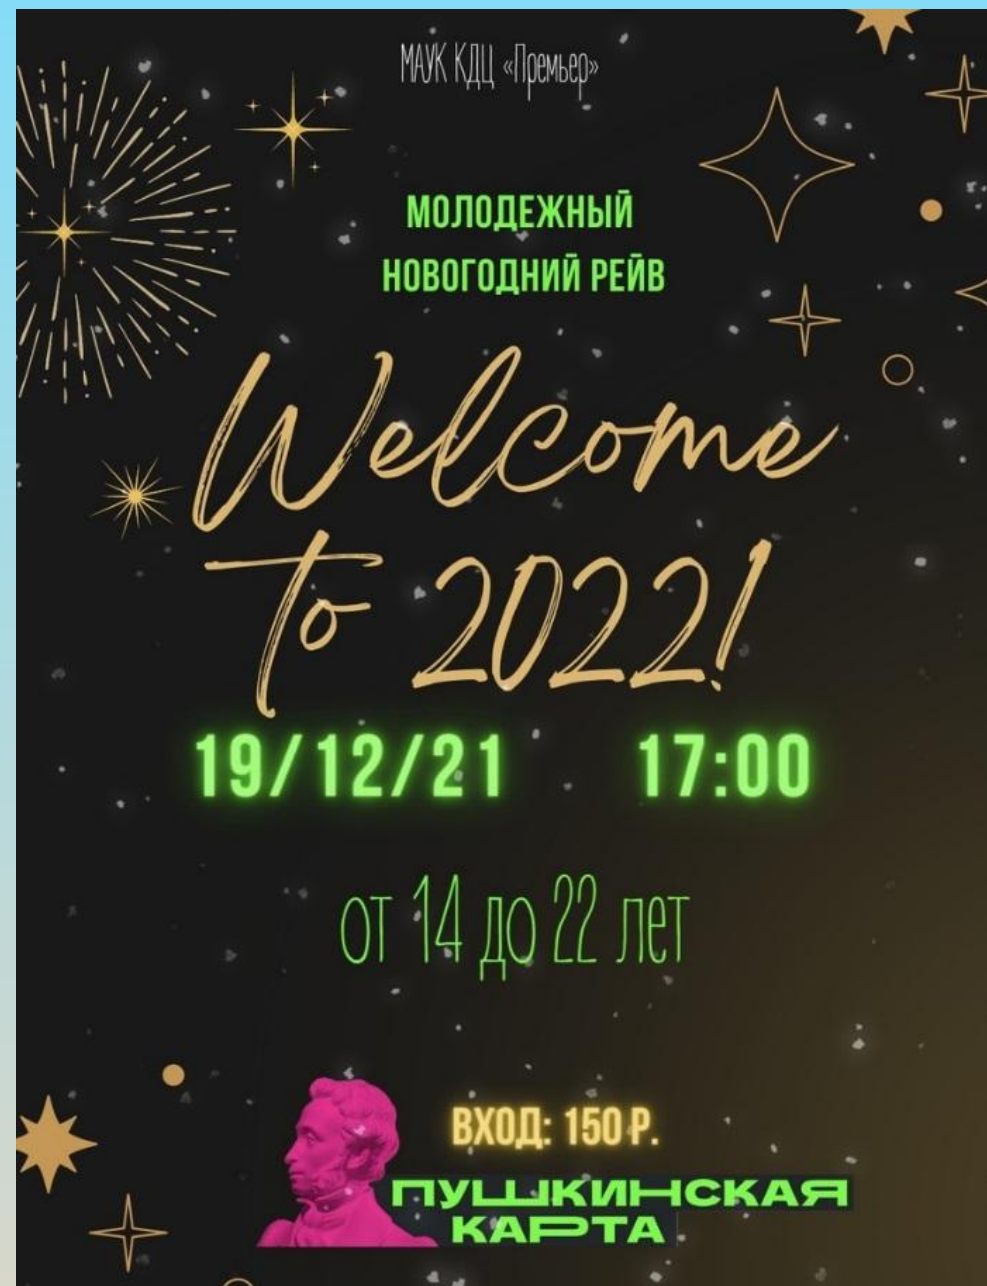 МАУК КДЦ «Премьер»
МОЛОДЕЖНЫЙ
НОВОГОДНИЙ РЕЙВ
Welcome
To 2022!
19/12/21 17:00
от 14 до 22 лет
ВХОД: 150 Р.
ПУШКИНСКАЯ
КАРТА